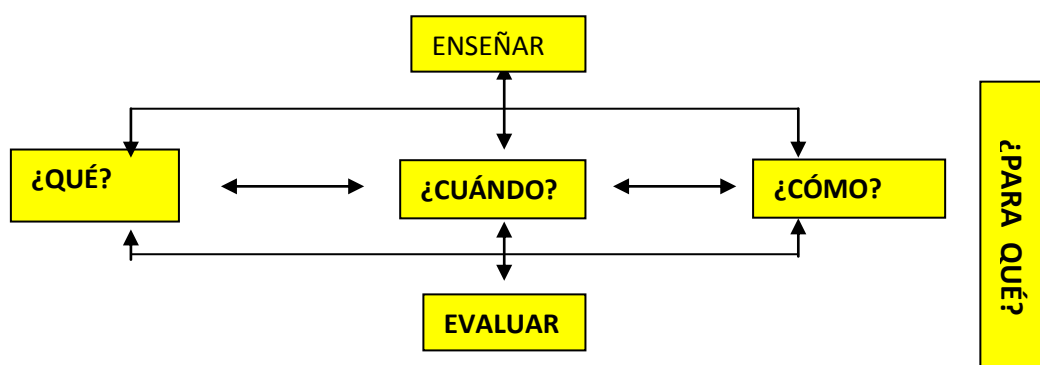 ENSEÑAR
¿QUÉ?
¿CUÁNDO?
¿CÓMO?
EVALUAR
¿PARA QUÉ?